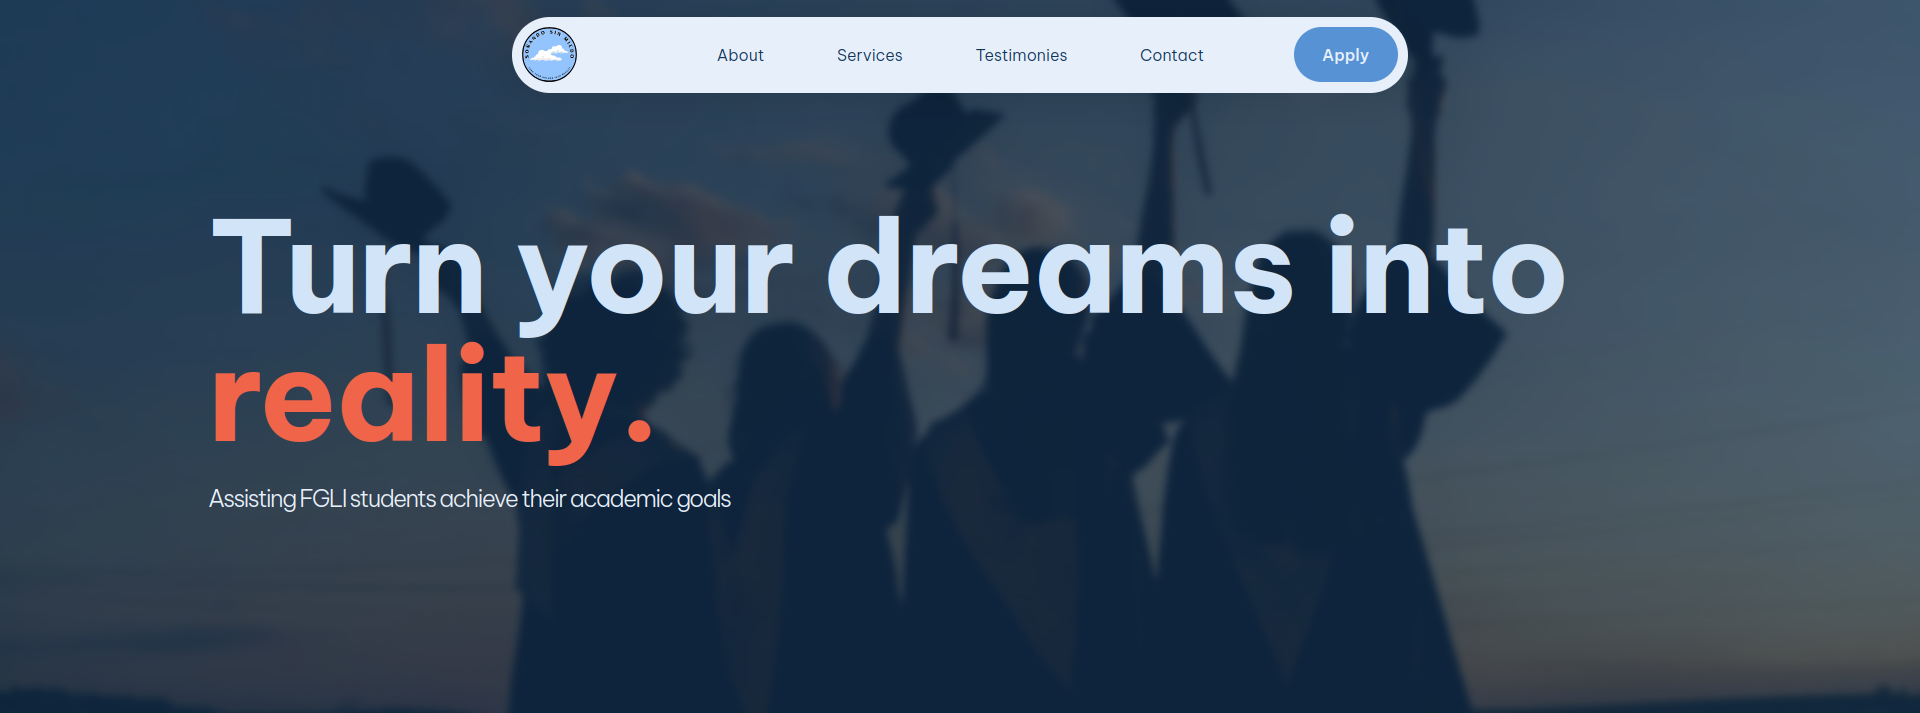 SOÑANDO SIN MIEDO
About
Services
Testimonies
Contact
Apply
Turn your dreams into
reality.
Assisting FGLI students achieve their academic goals